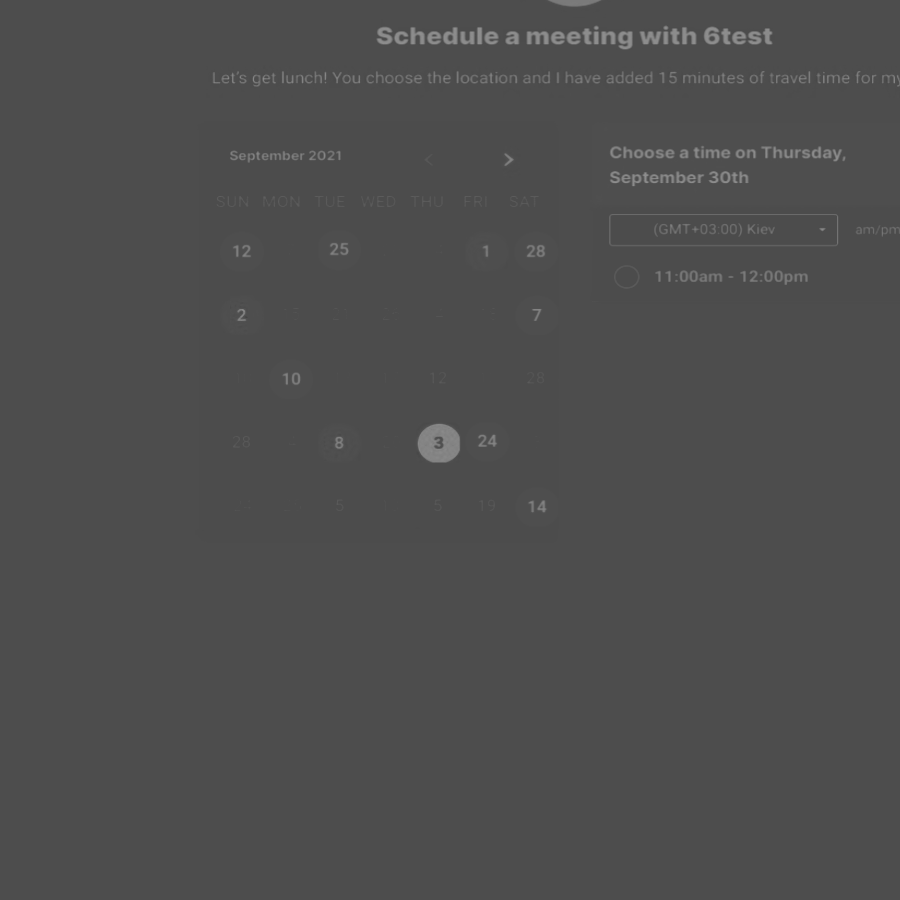 Schedule a meeting with 6test
Let's get lunch! You choose the location and I have added 15 minutes of travel time for my
September 2021
SUN MON TUE WED THU FRI SAT
12 25 1 28
2 7
10 12 28
28 8 3 24
5 5 19 14
Choose a time on Thursday,
September 30th
(GMT+03:00) Kiev am/pm
11:00am - 12:00pm